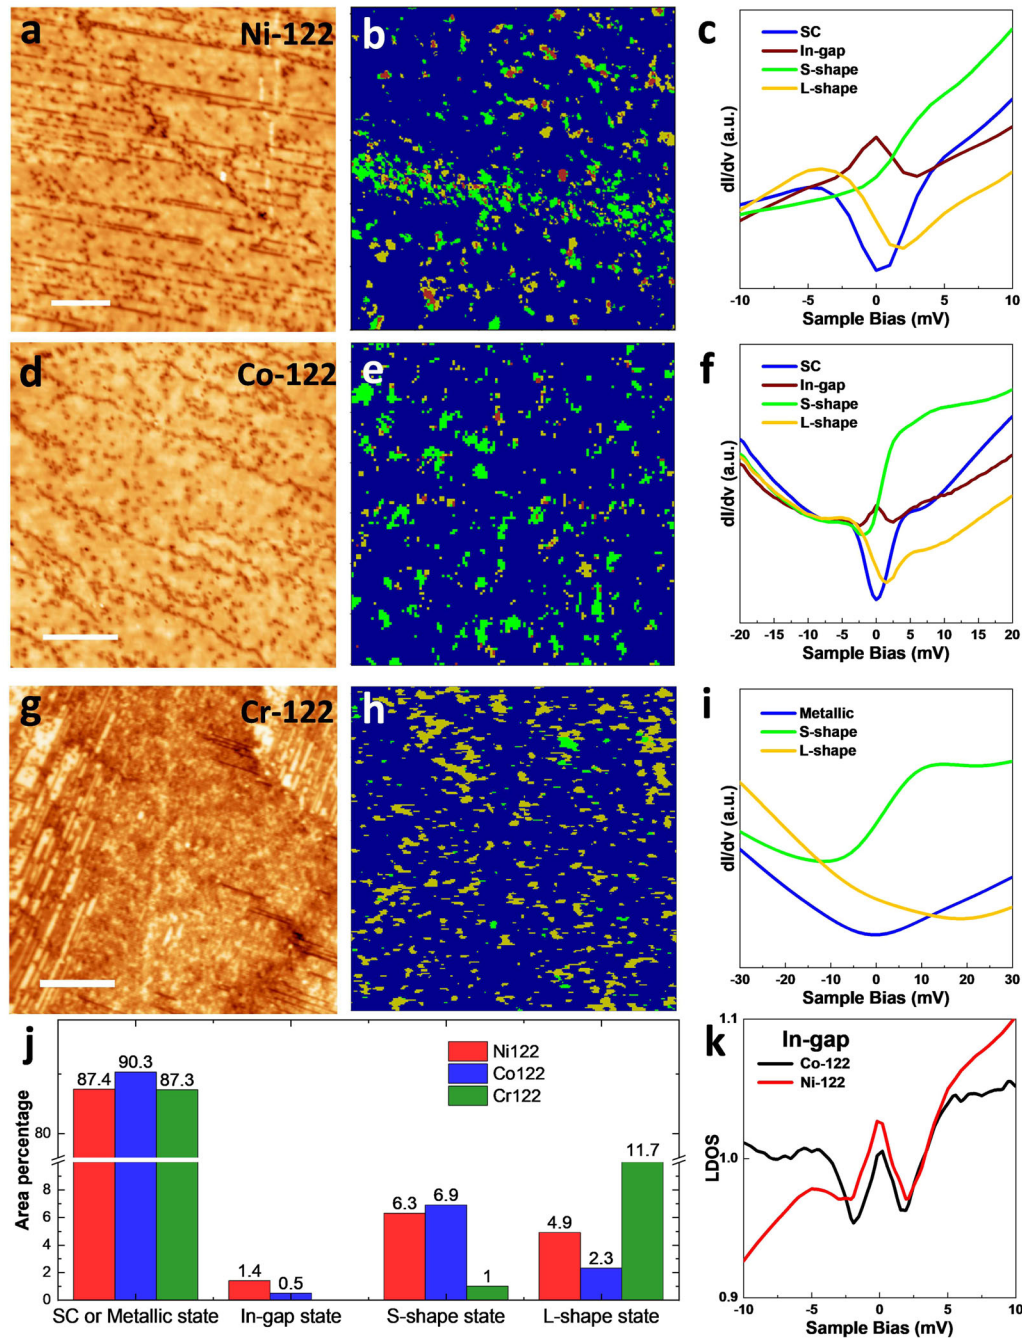 a
Ni-122
b
c
SC
In-gap
S-shape
L-shape
dI/dv (a.u.)
-10
-5
0
5
10
Sample Bias (mV)
d
Co-122
e
f
SC
In-gap
S-shape
L-shape
dI/dv (a.u.)
-20 -15 -10 -5 0 5 10 15 20
Sample Bias (mV)
g
Cr-122
h
i
Metallic
S-shape
L-shape
dI/dv (a.u.)
-30 -20 -10 0 10 20 30
Sample Bias (mV)
j
Ni122
Co122
Cr122
Area percentage
80
8
6
4
2
0
87.4
90.3
87.3
1.4
0.5
6.3
6.9
1
4.9
2.3
11.7
SC or Metallic state
In-gap state
S-shape state
L-shape state
k
In-gap
Co-122
Ni-122
LDOS
1.1
1.0
0.9
-10 -5 0 5 10
Sample Bias (mV)